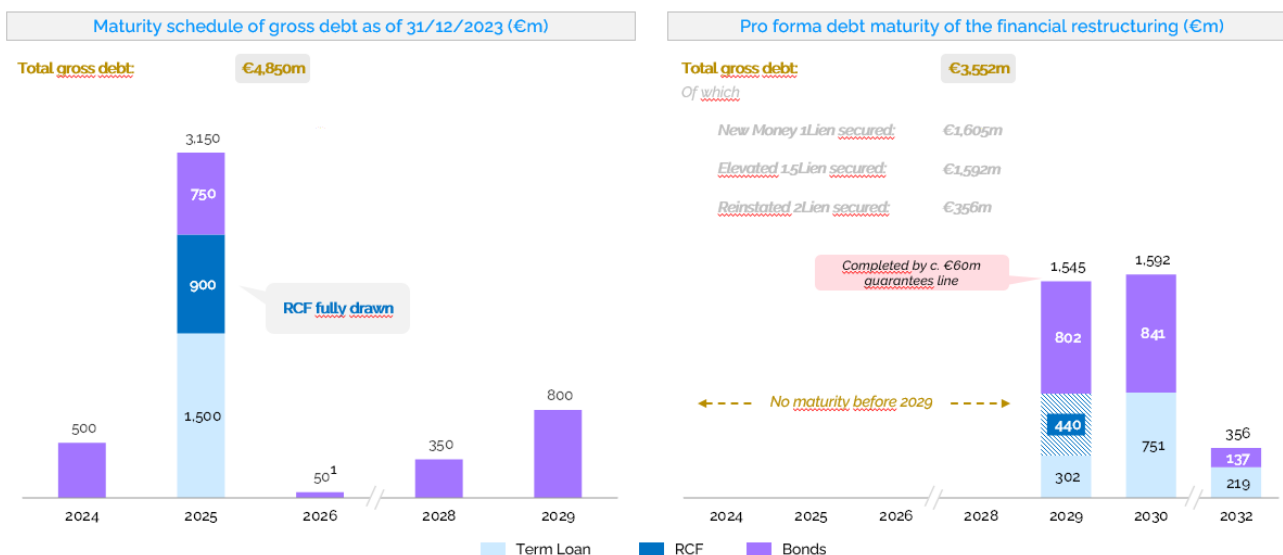 Maturity schedule of gross debt as of 31/12/2023 (€m)
Total gross debt: €4,850m
3,150
750
900
RCF fully drawn
1,500
500
50¹
350
800
2024 2025 2026 2028 2029
Pro forma debt maturity of the financial restructuring (€m)
Total gross debt: €3,552m
Of which
New Money 1Lien secured: €1,605m
Elevated 1.5Lien secured: €1,592m
Reinstated 2Lien secured: €356m
Completed by c. €60m
guarantees line
1,545
1,592
802
841
No maturity before 2029
440
751
302
356
137
219
2024 2025 2026 2028 2029 2030 2032
Term Loan RCF Bonds